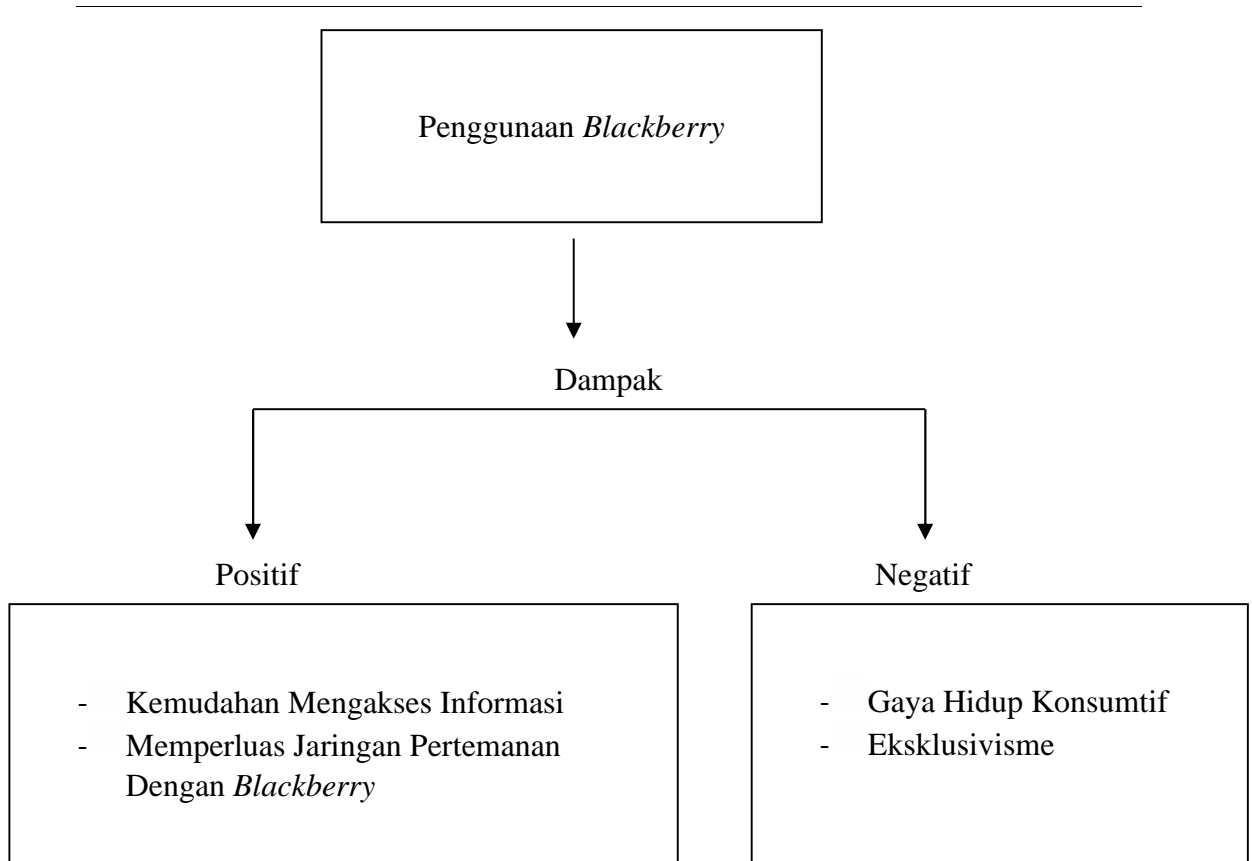 Penggunaan Blackberry
Dampak
Positif
Negatif
- Kemudahan Mengakses Informasi
- Memperluas Jaringan Pertemanan
Dengan Blackberry
- Gaya Hidup Konsumtif
- Eksklusivisme